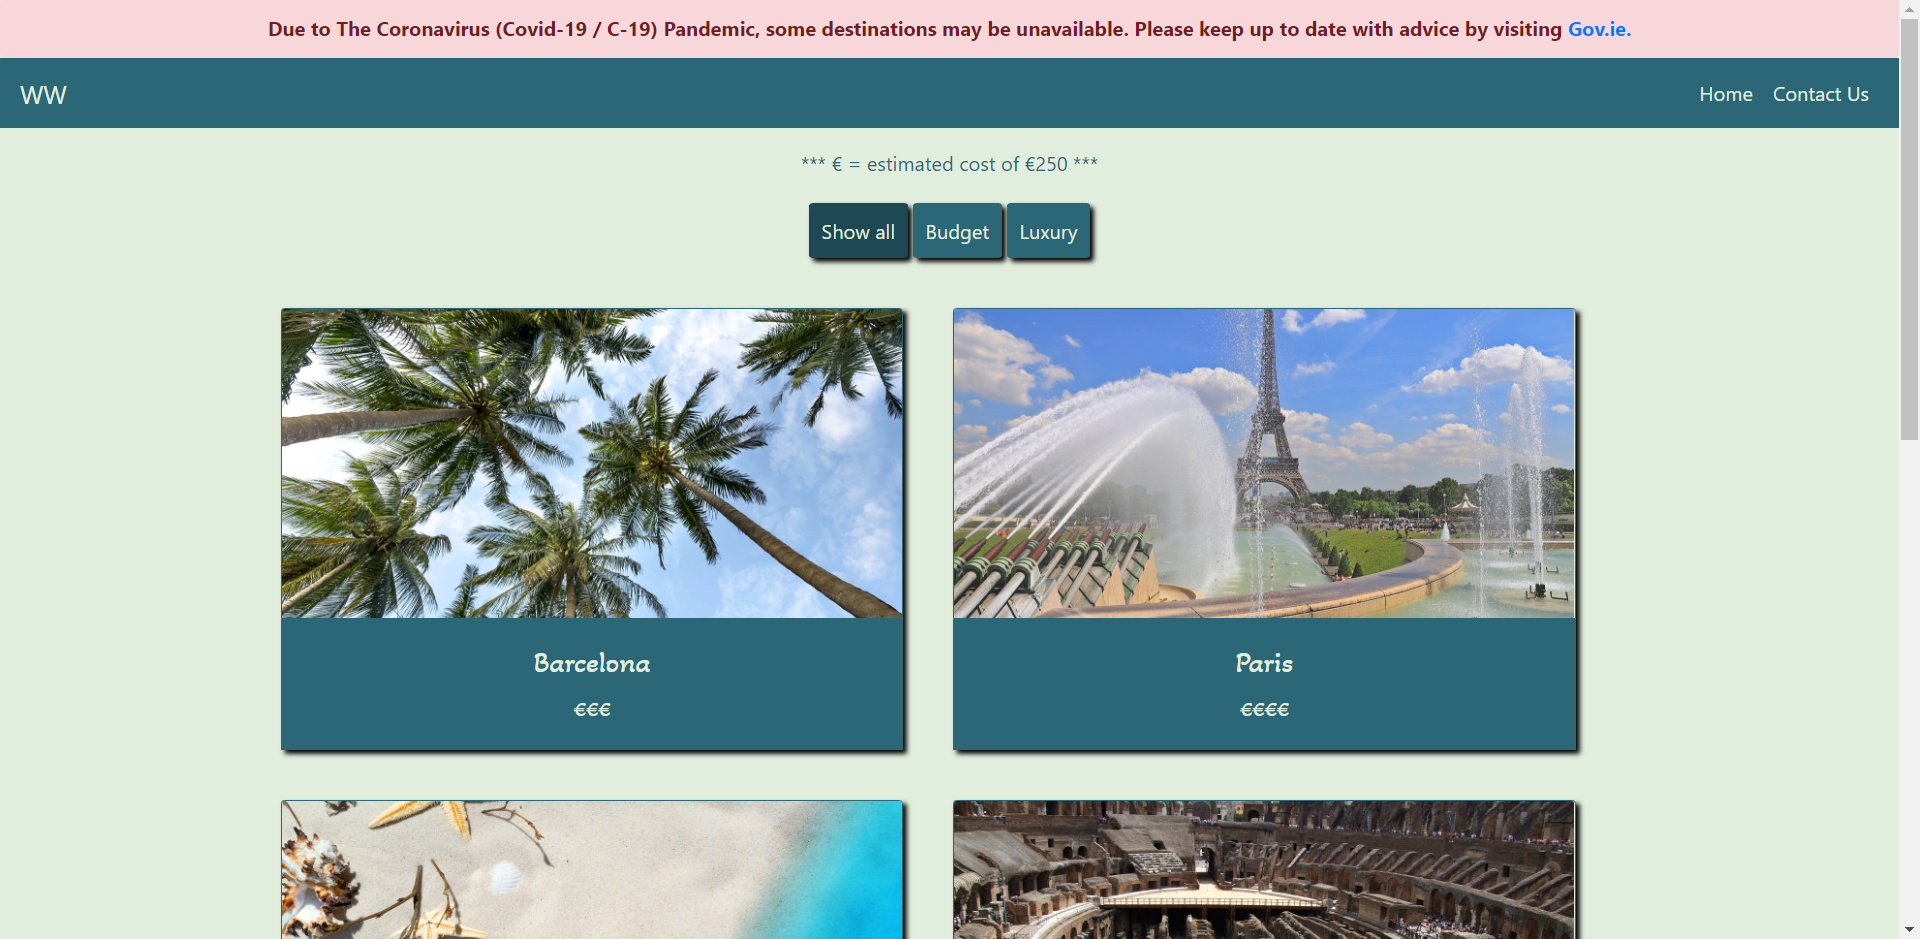 Due to The Coronavirus (Covid-19 / C-19) Pandemic, some destinations may be unavailable. Please keep up to date with advice by visiting Gov.ie.
WW
Home Contact Us
*** € = estimated cost of €250 ***
Show all Budget Luxury
Barcelona
€€€
Paris
€€€€